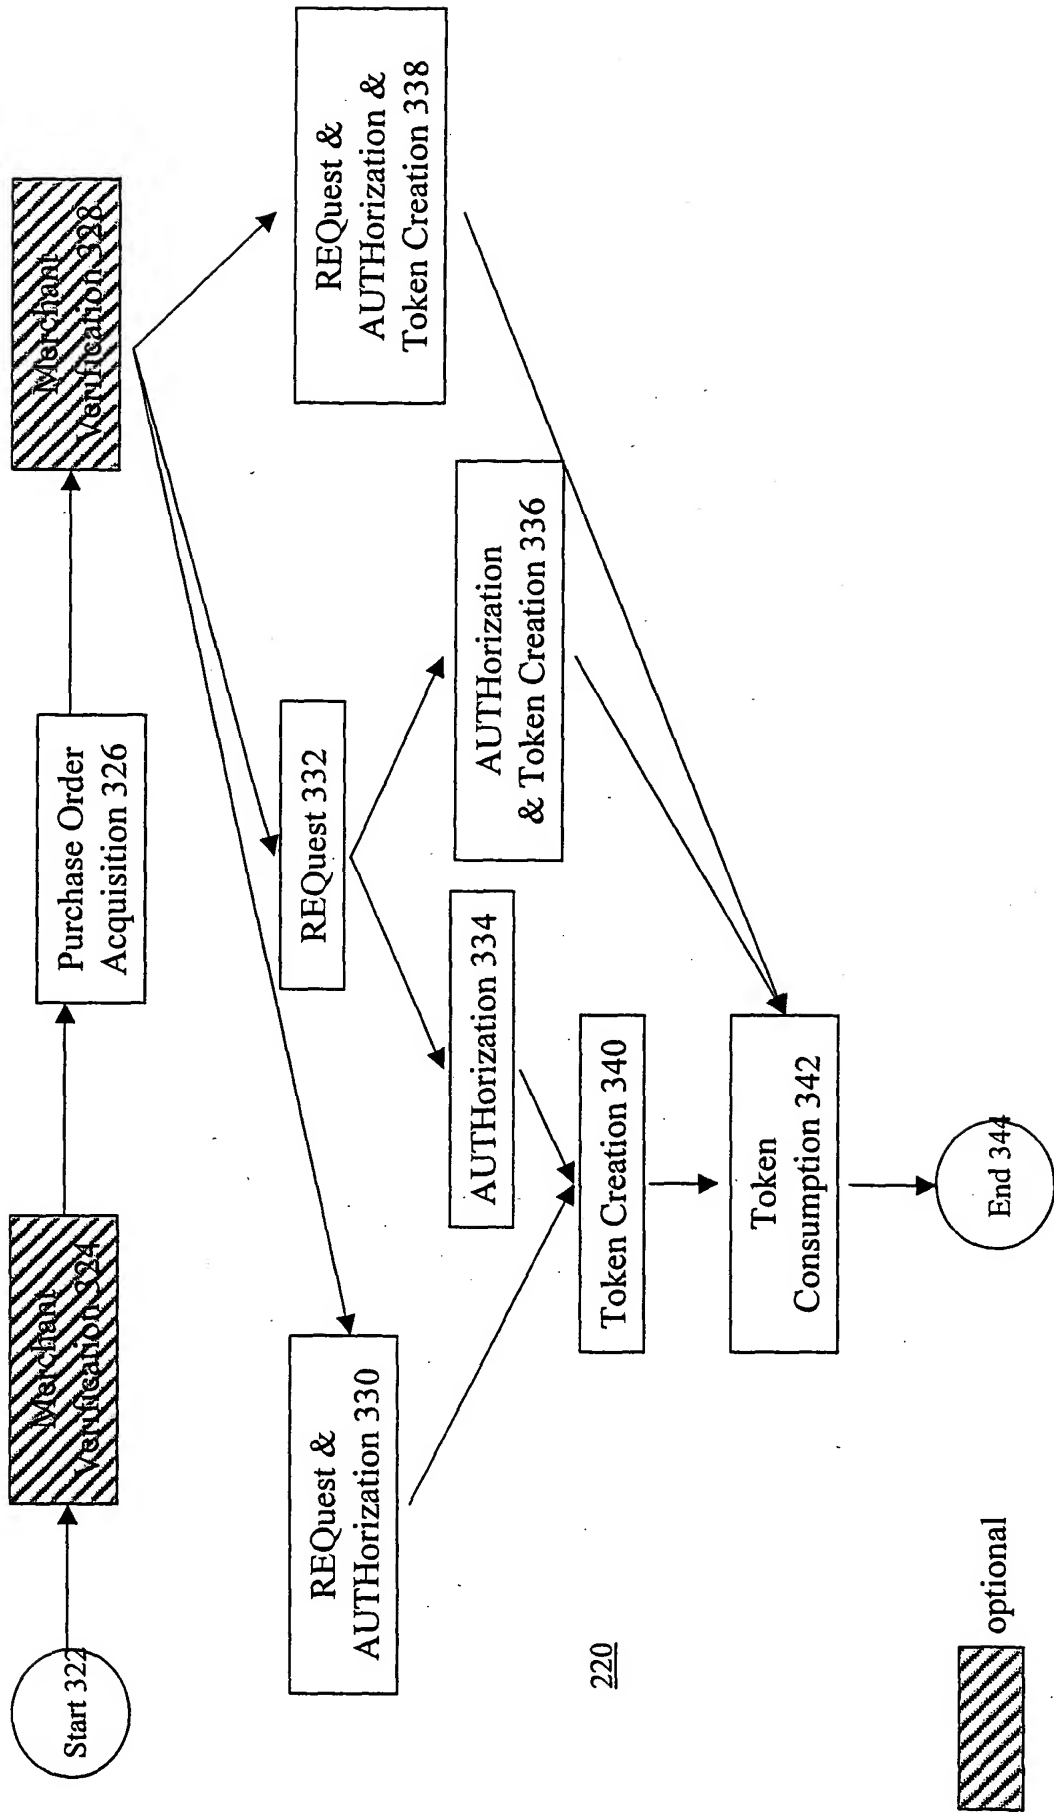 Start 322
Merchant
Verification 324
Purchase Order
Acquisition 326
Merchant
Verification 328
REQuest &
AUTHorization 330
REQuest 332
REQuest &
AUTHorization &
Token Creation 338
AUTHorization 334
AUTHorization
& Token Creation 336
Token Creation 340
Token
Consumption 342
End 344
220
optional